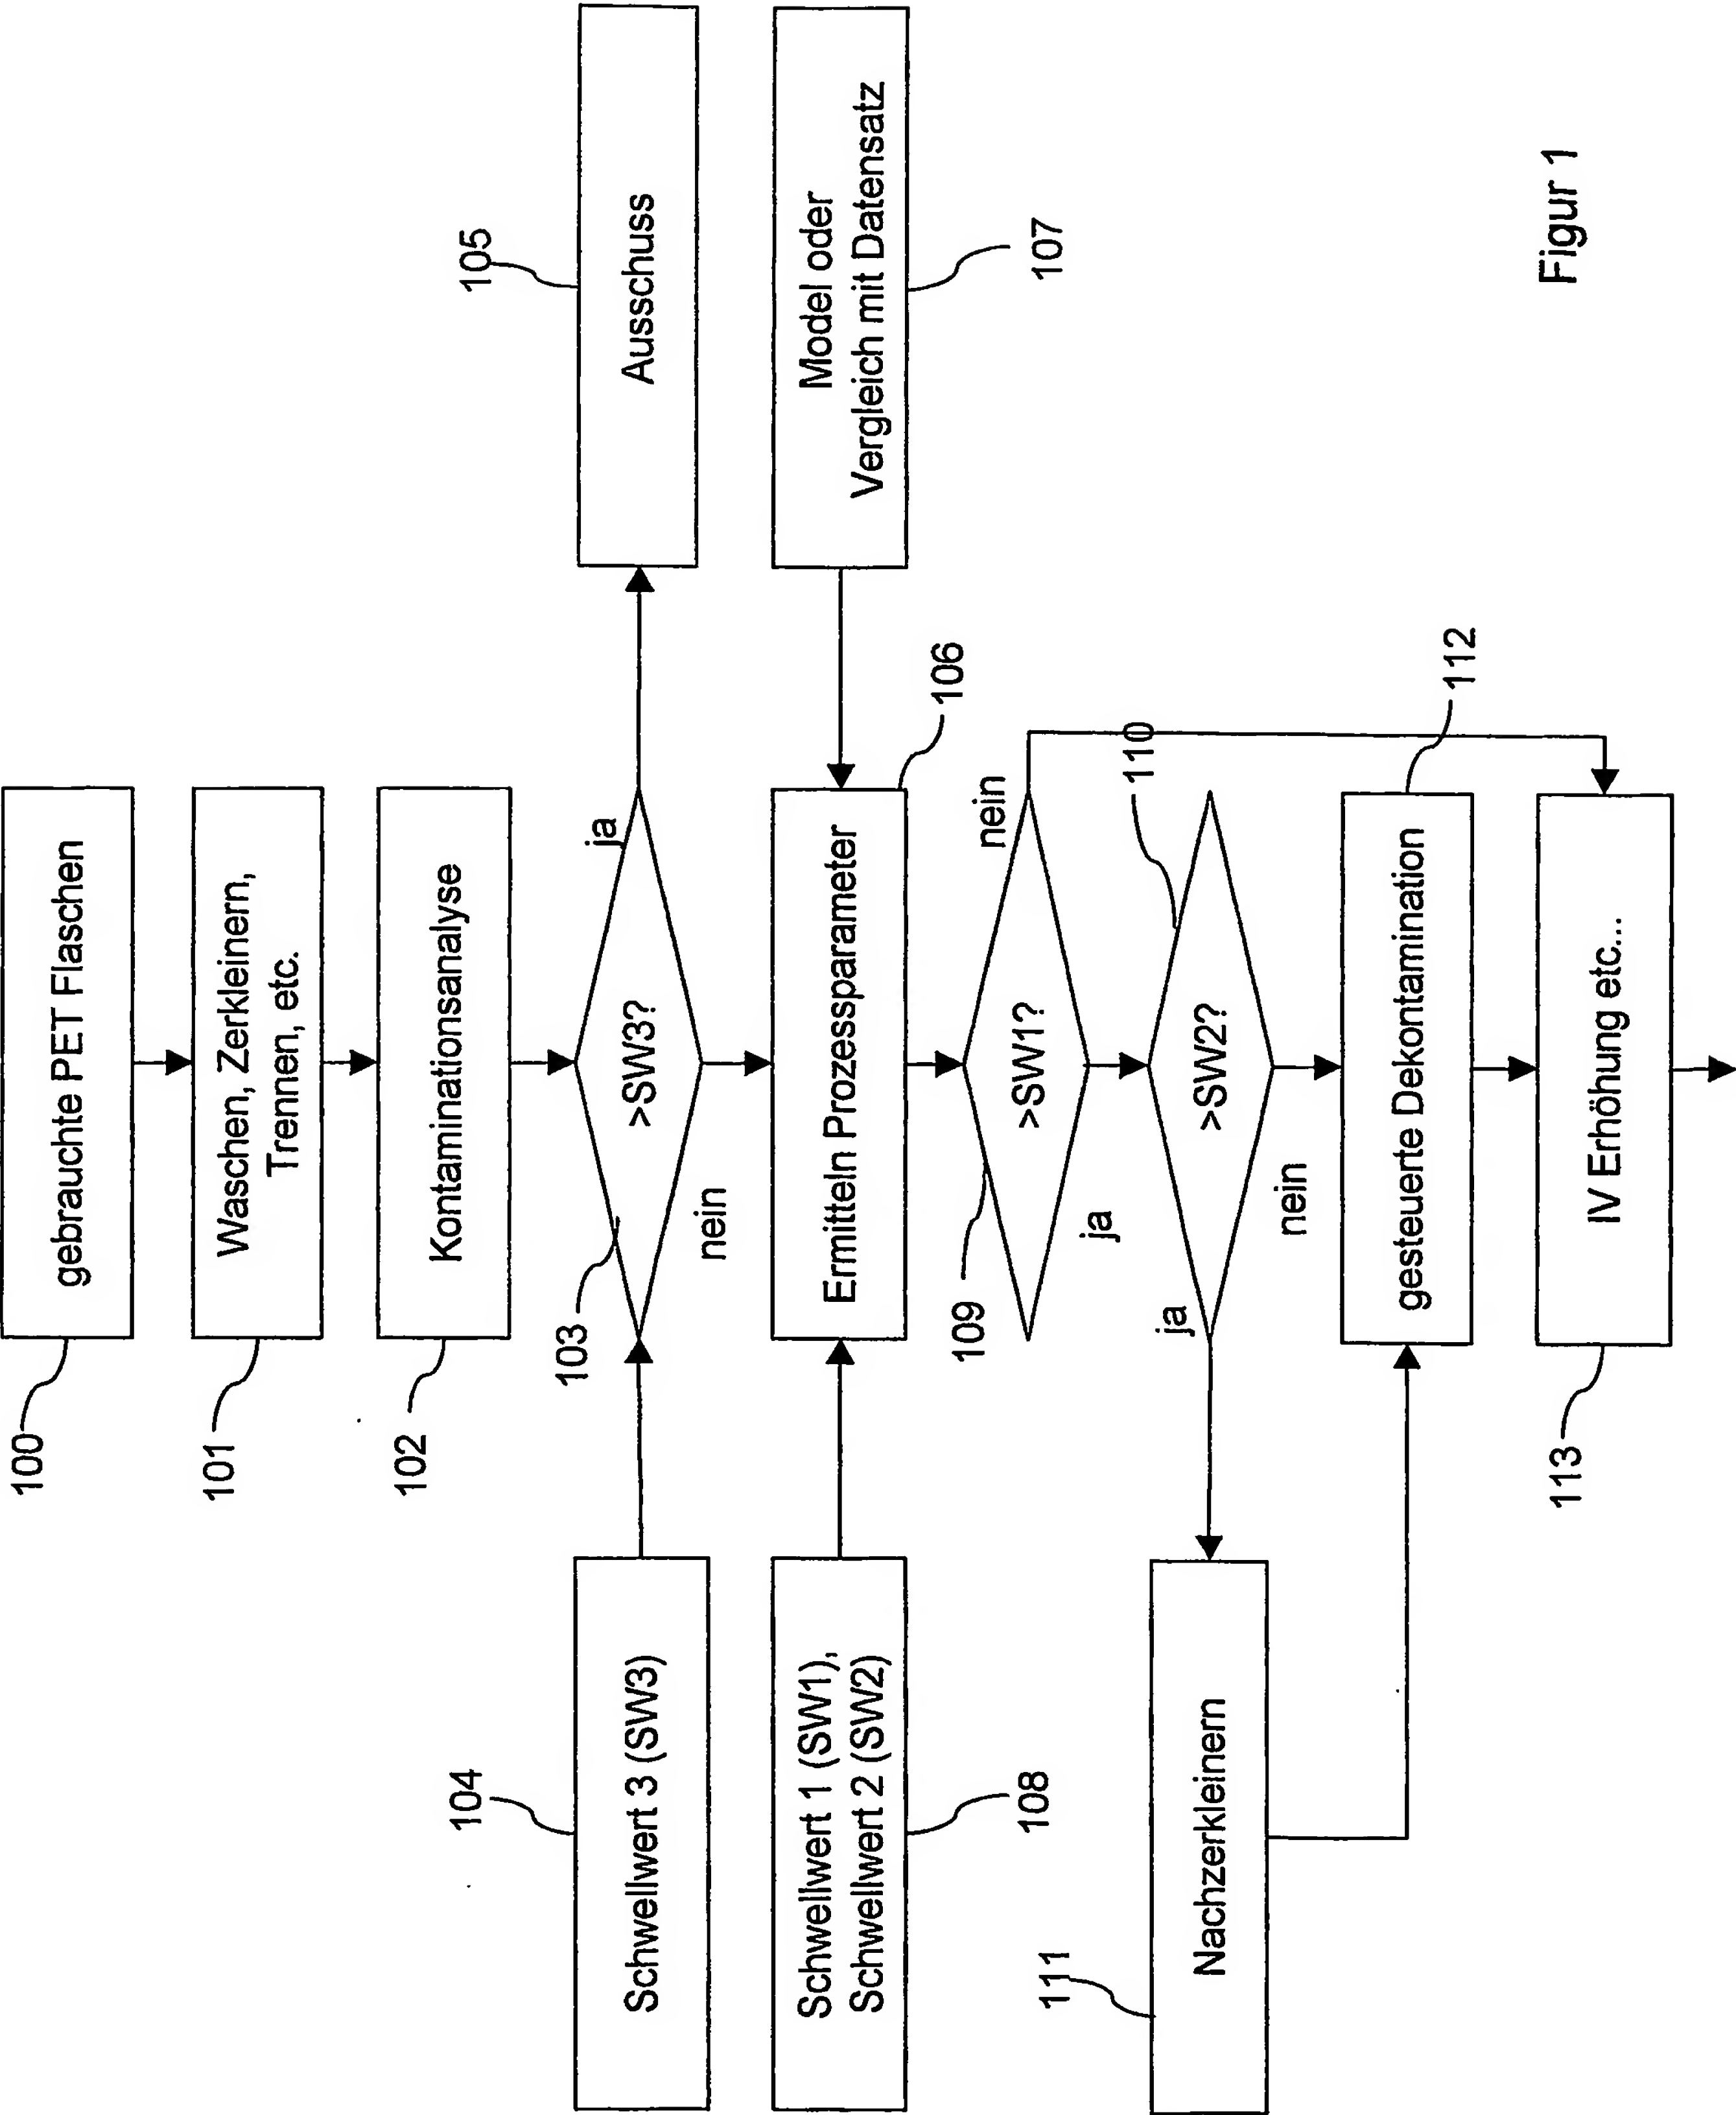 gebrauchte PET Flaschen
100
Waschen, Zerkleinern,
Trennen, etc.
101
Kontaminationsanalyse
102
>SW3?
103
ja
nein
Schwellwert 3 (SW3)
104
Ausschuss
105
Ermitteln Prozessparameter
106
Model oder
Vergleich mit Datensatz
107
Schwellwert 1 (SW1),
Schwellwert 2 (SW2)
108
>SW1?
109
nein
ja
>SW2?
110
ja
nein
Nachzerkleinern
111
gesteuerte Dekontamination
112
IV Erhöhung etc...
113
Figur 1